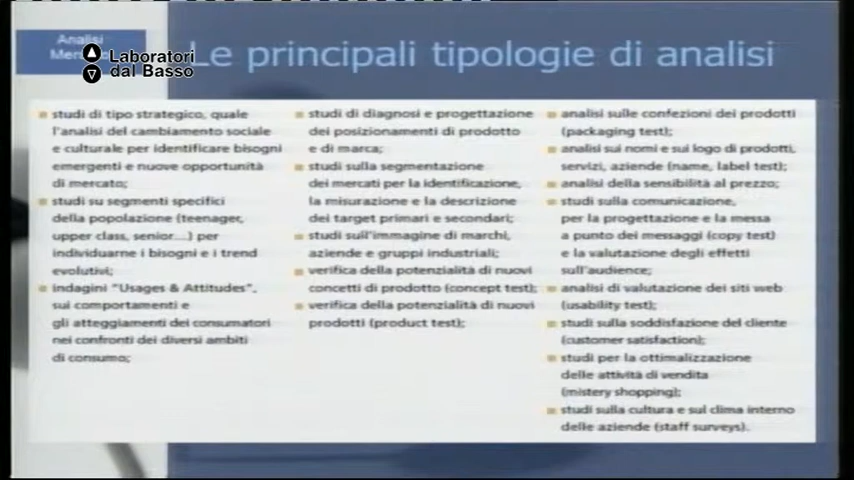 Analisi
Laboratori
dal Basso
Le principali tipologie di analisi
studi di tipo strategico, quale
l'analisi del cambiamento sociale
e culturale per identificare bisogni
emergenti e nuove opportunità
di mercato;
studi su segmenti specifici
della popolazione (teenager,
upper class, senior...) per
individuarne i bisogni e i trend
evolutivi;
indagini "Usages & Attitudes",
sui comportamenti e
gli atteggiamenti dei consumatori
nei confronti dei diversi ambiti
di consumo;
studi di diagnosi e progettazione
dei posizionamenti di prodotto
e di marca;
studi sulla segmentazione
dei mercati per la identificazione,
la misurazione e la descrizione
dei target primari e secondari;
studi sull'immagine di marchi,
aziende e gruppi industriali;
verifica della potenzialità di nuovi
concetti di prodotto (concept test);
verifica della potenzialità di nuovi
prodotti (product test);
analisi sulle confezioni dei prodotti
(packaging test);
analisi sui nomi e sui logo di prodotti,
servizi, aziende (name, label test);
analisi della sensibilità al prezzo;
studi sulla comunicazione,
per la progettazione e la messa
a punto dei messaggi (copy test)
e la valutazione degli effetti
sull'audience;
analisi di valutazione dei siti web
(usability test);
studi sulla soddisfazione del cliente
(customer satisfaction);
studi per la ottimalizzazione
delle attività di vendita
(mistery shopping);
studi sulla cultura e sul clima interno
delle aziende (staff surveys).